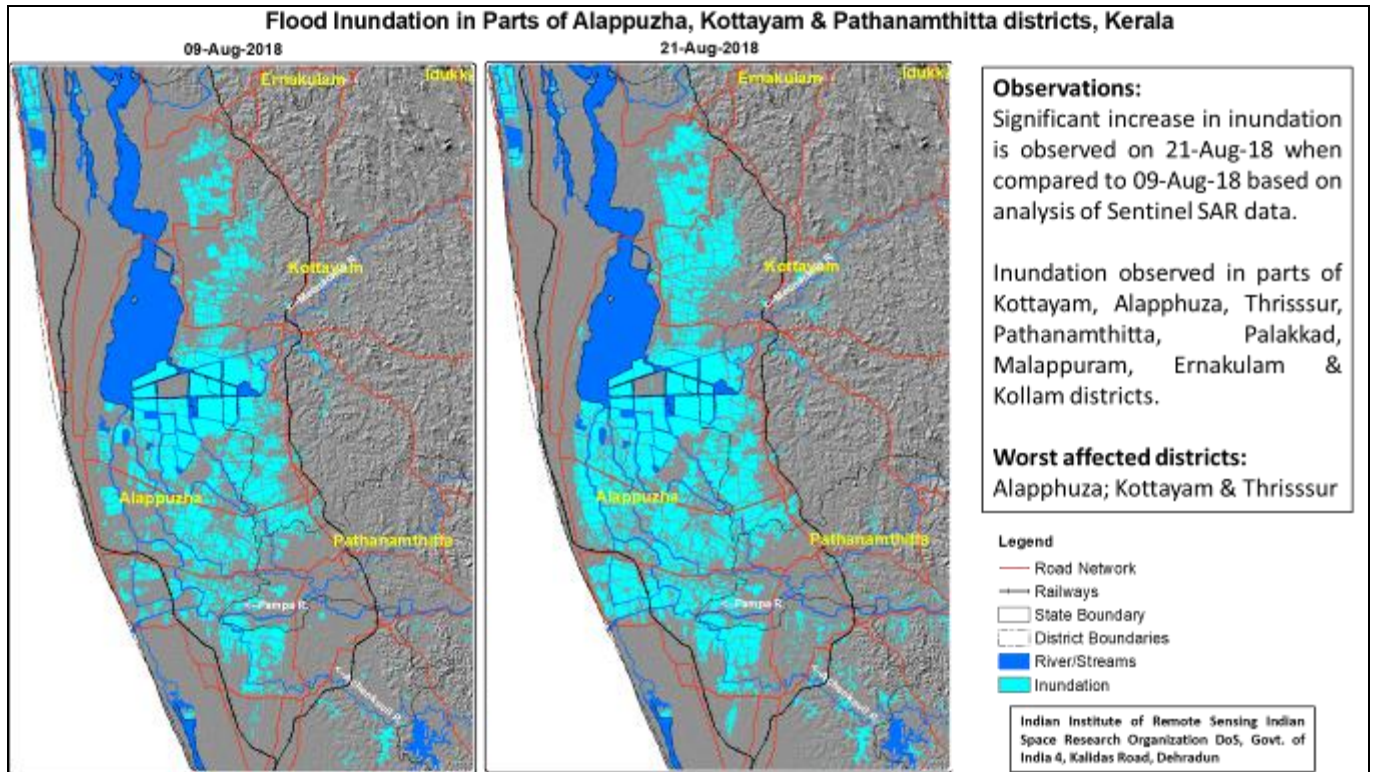 Flood Inundation in Parts of Alappuzha, Kottayam & Pathanamthitta districts, Kerala
09-Aug-2018
21-Aug-2018
Ernakulam
Idukk
Kottayam
Alappuzha
Pathanamthitta
<--Pampa R.
Ernakulam
Idukk
Kottayam
Alappuzha
Pathanamthitta
<--Pampa R
Observations:
Significant increase in inundation
is observed on 21-Aug-18 when
compared to 09-Aug-18 based on
analysis of Sentinel SAR data.
Inundation observed in parts of
Kottayam, Alapphuza, Thrisssur,
Pathanamthitta, Palakkad,
Malappuram, Ernakulam &
Kollam districts.
Worst affected districts:
Alapphuza; Kottayam & Thrisssur
Legend
Road Network
Railways
State Boundary
District Boundaries
River/Streams
Inundation
Indian Institute of Remote Sensing Indian
Space Research Organization DoS, Govt. of
India 4, Kalidas Road, Dehradun